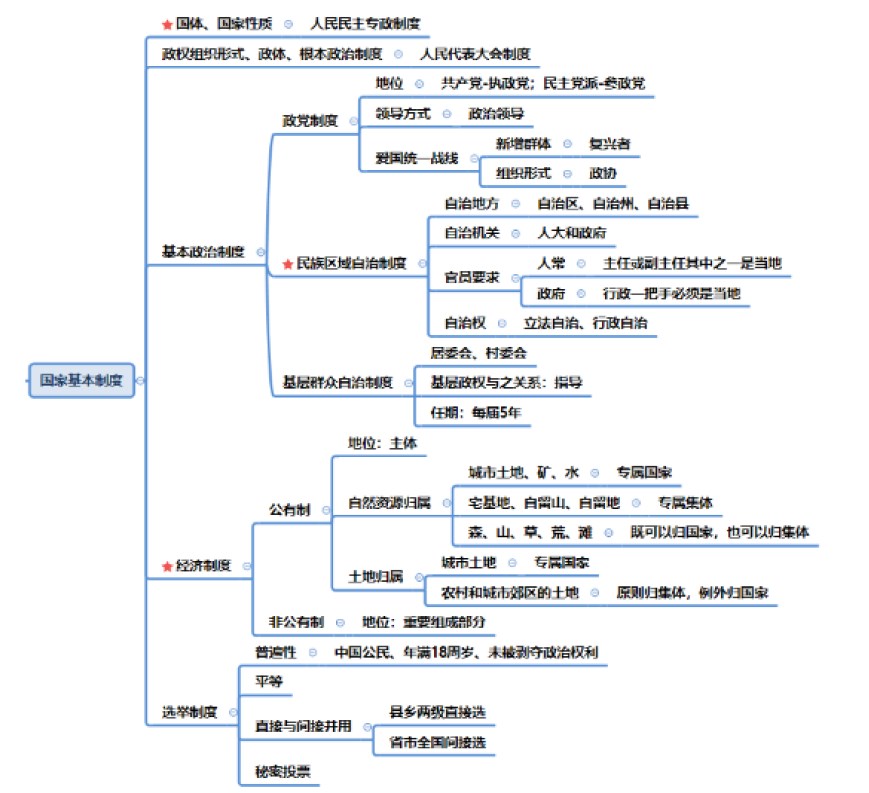 ★国体、国家性质 人民民主专政制度
政权组织形式、政体、根本政治制度 人民代表大会制度
地位 共产党-执政党；民主党派-参政党
政党制度
领导方式 政治领导
新增群体 复兴者
爱国统一战线
组织形式 政协
自治地方 自治区、自治州、自治县
自治机关 人大和政府
基本政治制度
★民族区域自治制度
人常 主任或副主任其中之一是当地
官员要求
政府 行政一把手必须是当地
自治权 立法自治、行政自治
居委会、村委会
国家基本制度
基层群众自治制度
基层政权与之关系：指导
任期：每届5年
地位：主体
城市土地、矿、水 专属国家
公有制
自然资源归属
宅基地、自留山、自留地 专属集体
森、山、草、荒、滩 既可以归国家，也可以归集体
★经济制度
城市土地 专属国家
土地归属
农村和城市郊区的土地 原则归集体，例外归国家
非公有制 地位：重要组成部分
普遍性 中国公民、年满18周岁、未被剥夺政治权利
平等
选举制度
县乡两级直接选
直接与间接并用
省市全国间接选
秘密投票